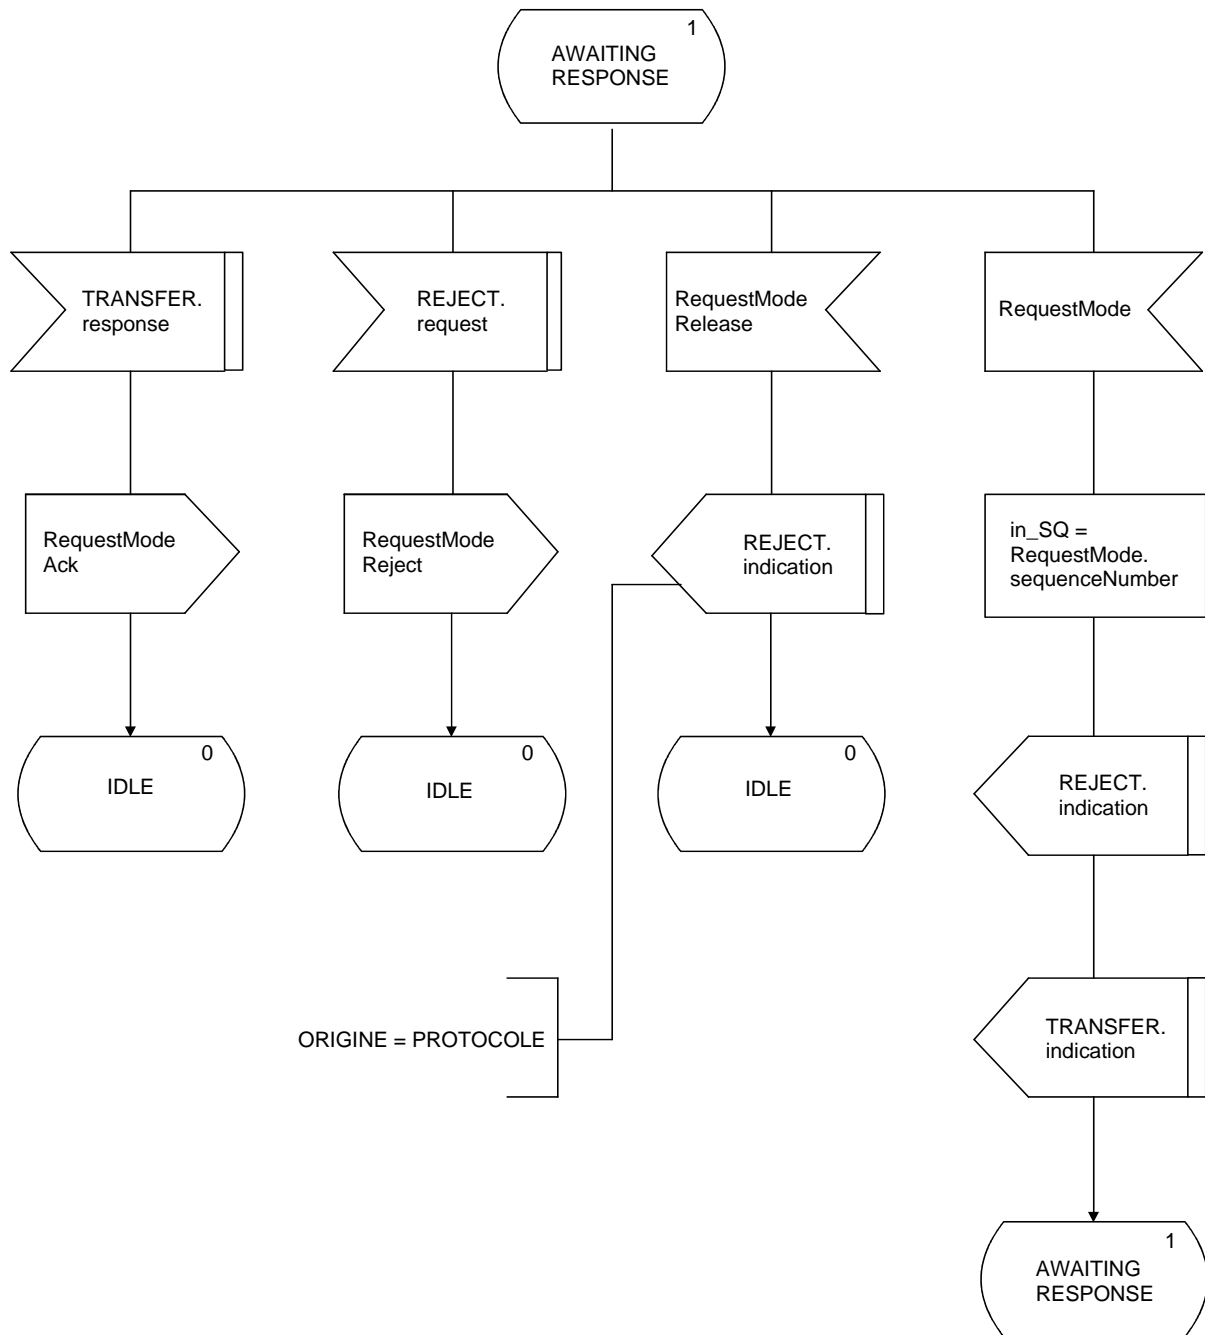 1
AWAITING
RESPONSE
TRANSFER.
response
REJECT.
request
RequestMode
Release
RequestMode
RequestMode
Ack
RequestMode
Reject
REJECT.
indication
in_SQ =
RequestMode.
sequenceNumber
0
IDLE
0
IDLE
0
IDLE
REJECT.
indication
ORIGINE = PROTOCOLE
TRANSFER.
indication
1
AWAITING
RESPONSE